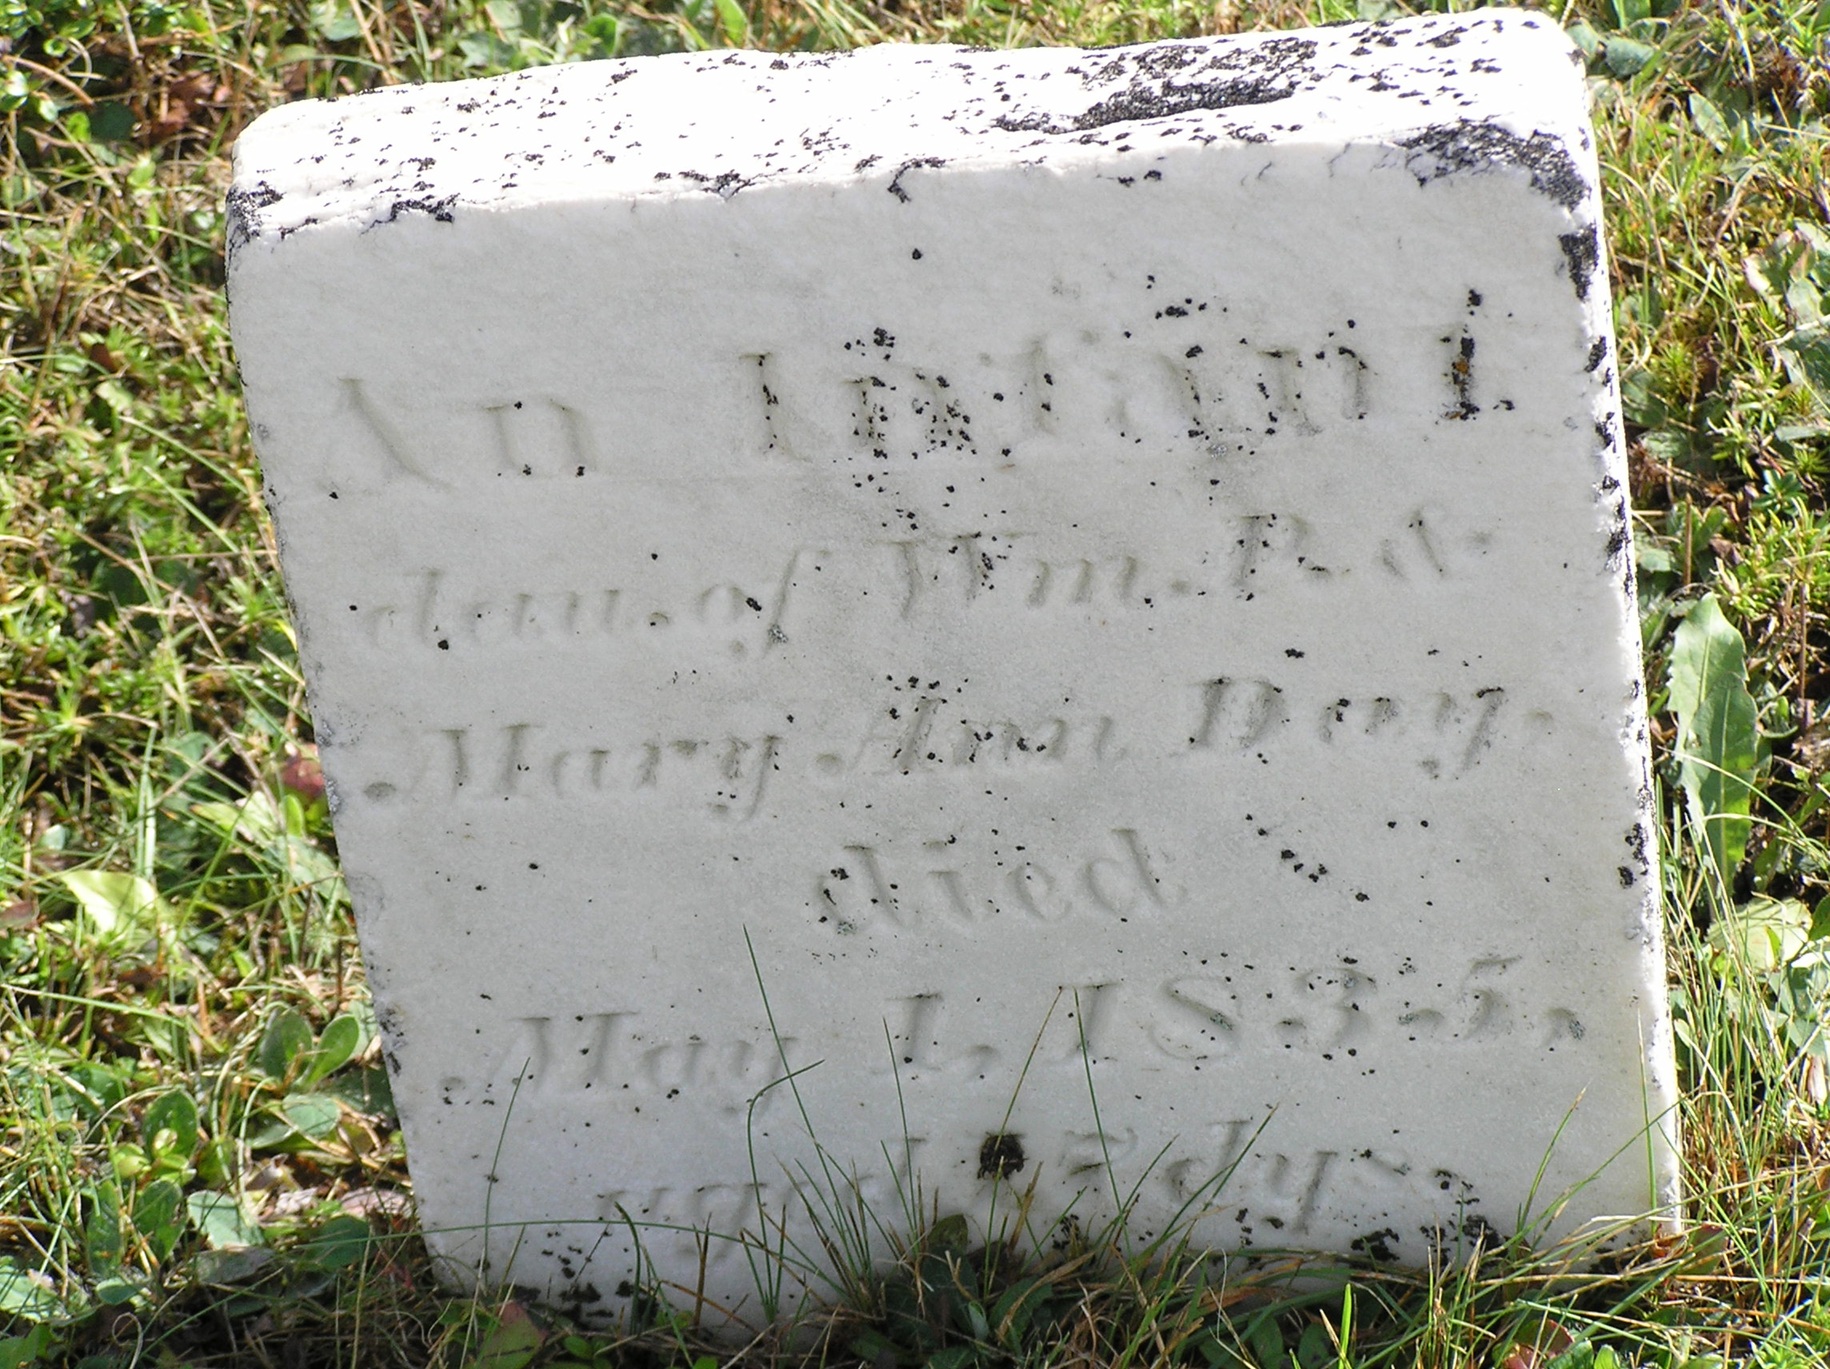 An Infant
dau. of Wm. R. &
Mary Ann Day.
died
May 1. 1835.